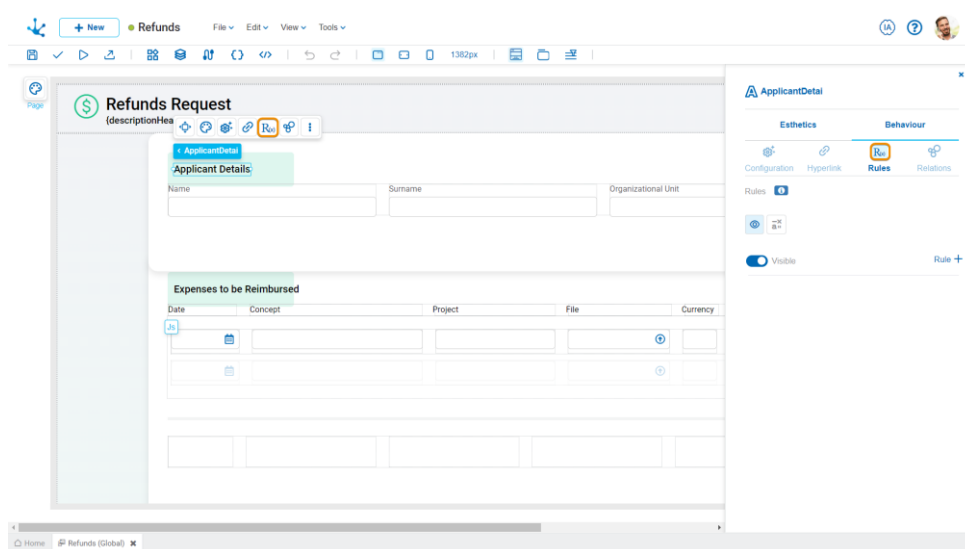 + New
Refunds
File
Edit
View
Tools
IA
?
1382px
Page
$
Refunds Request
(descriptionHea
R(x)
‹ ApplicantDetai
Applicant Details
Name
Surname
Organizational Unit
Expenses to be Reimbursed
Date
Concept
Project
File
Currency
Js
A ApplicantDetai
Esthetics
Behaviour
R(x)
Configuration
Hyperlink
Rules
Relations
Rules
Visible
Rule +
Home
Refunds (Global)